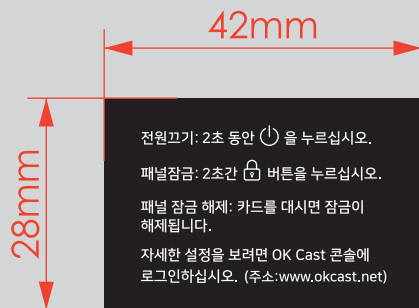 42mm
28mm
전원끄기: 2초 동안 을 누르십시오.
패널잠금: 2초간 버튼을 누르십시오.
패널 잠금 해제: 카드를 대시면 잠금이
해제됩니다.
자세한 설정을 보려면 OK Cast 콘솔에
로그인하십시오. (주소:www.okcast.net)